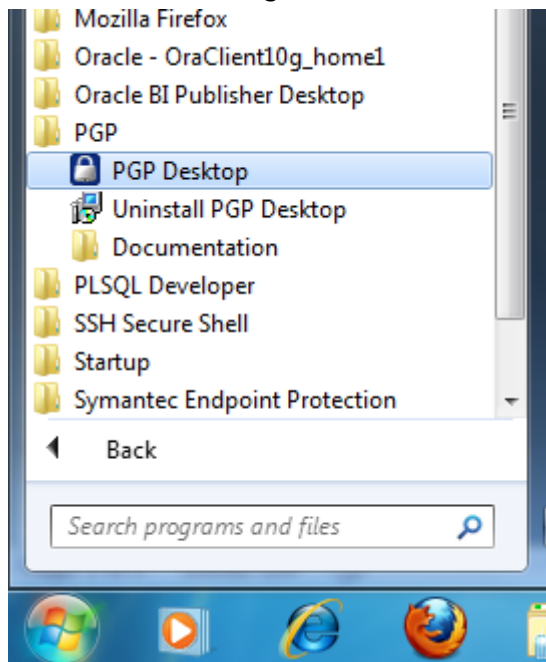 Mozilla Firefox
Oracle - OraClient10g_home1
Oracle BI Publisher Desktop
PGP
PGP Desktop
Uninstall PGP Desktop
Documentation
PLSQL Developer
SSH Secure Shell
Startup
Symantec Endpoint Protection
Back
Search programs and files